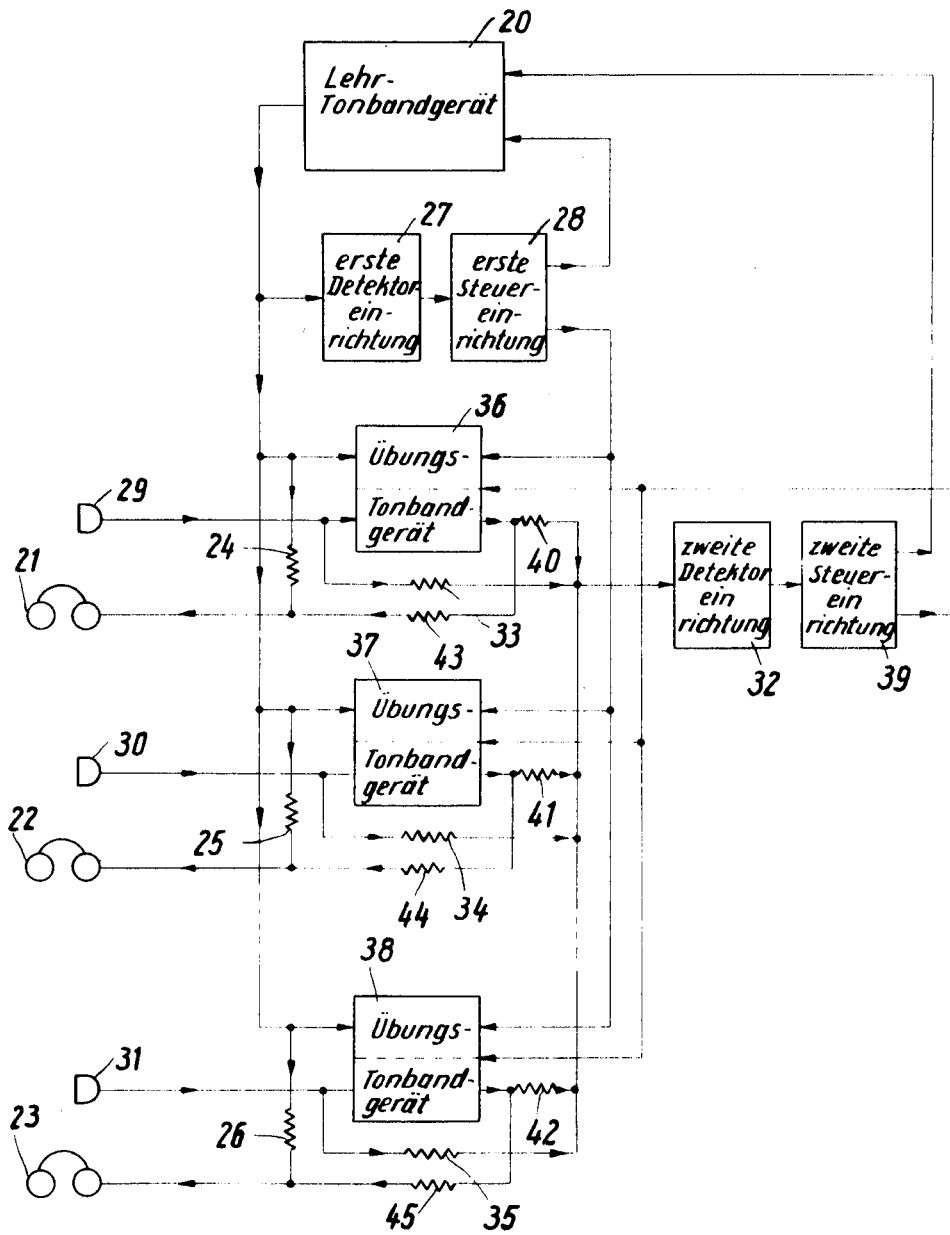 20
Lehr-
Tonbandgerät
27
28
erste
Detektor
ein-
richtung
erste
Steuer-
ein-
richtung
36
Übungs-
Tonband-
gerät
29
24
40
21
33
43
zweite
Detektor
ein
richtung
zweite
Steuer-
ein
richtung
32
39
37
Übungs-
Tonband-
gerät
30
41
22
25
44
34
38
Übungs-
Tonband-
gerät
31
42
23
26
45
35